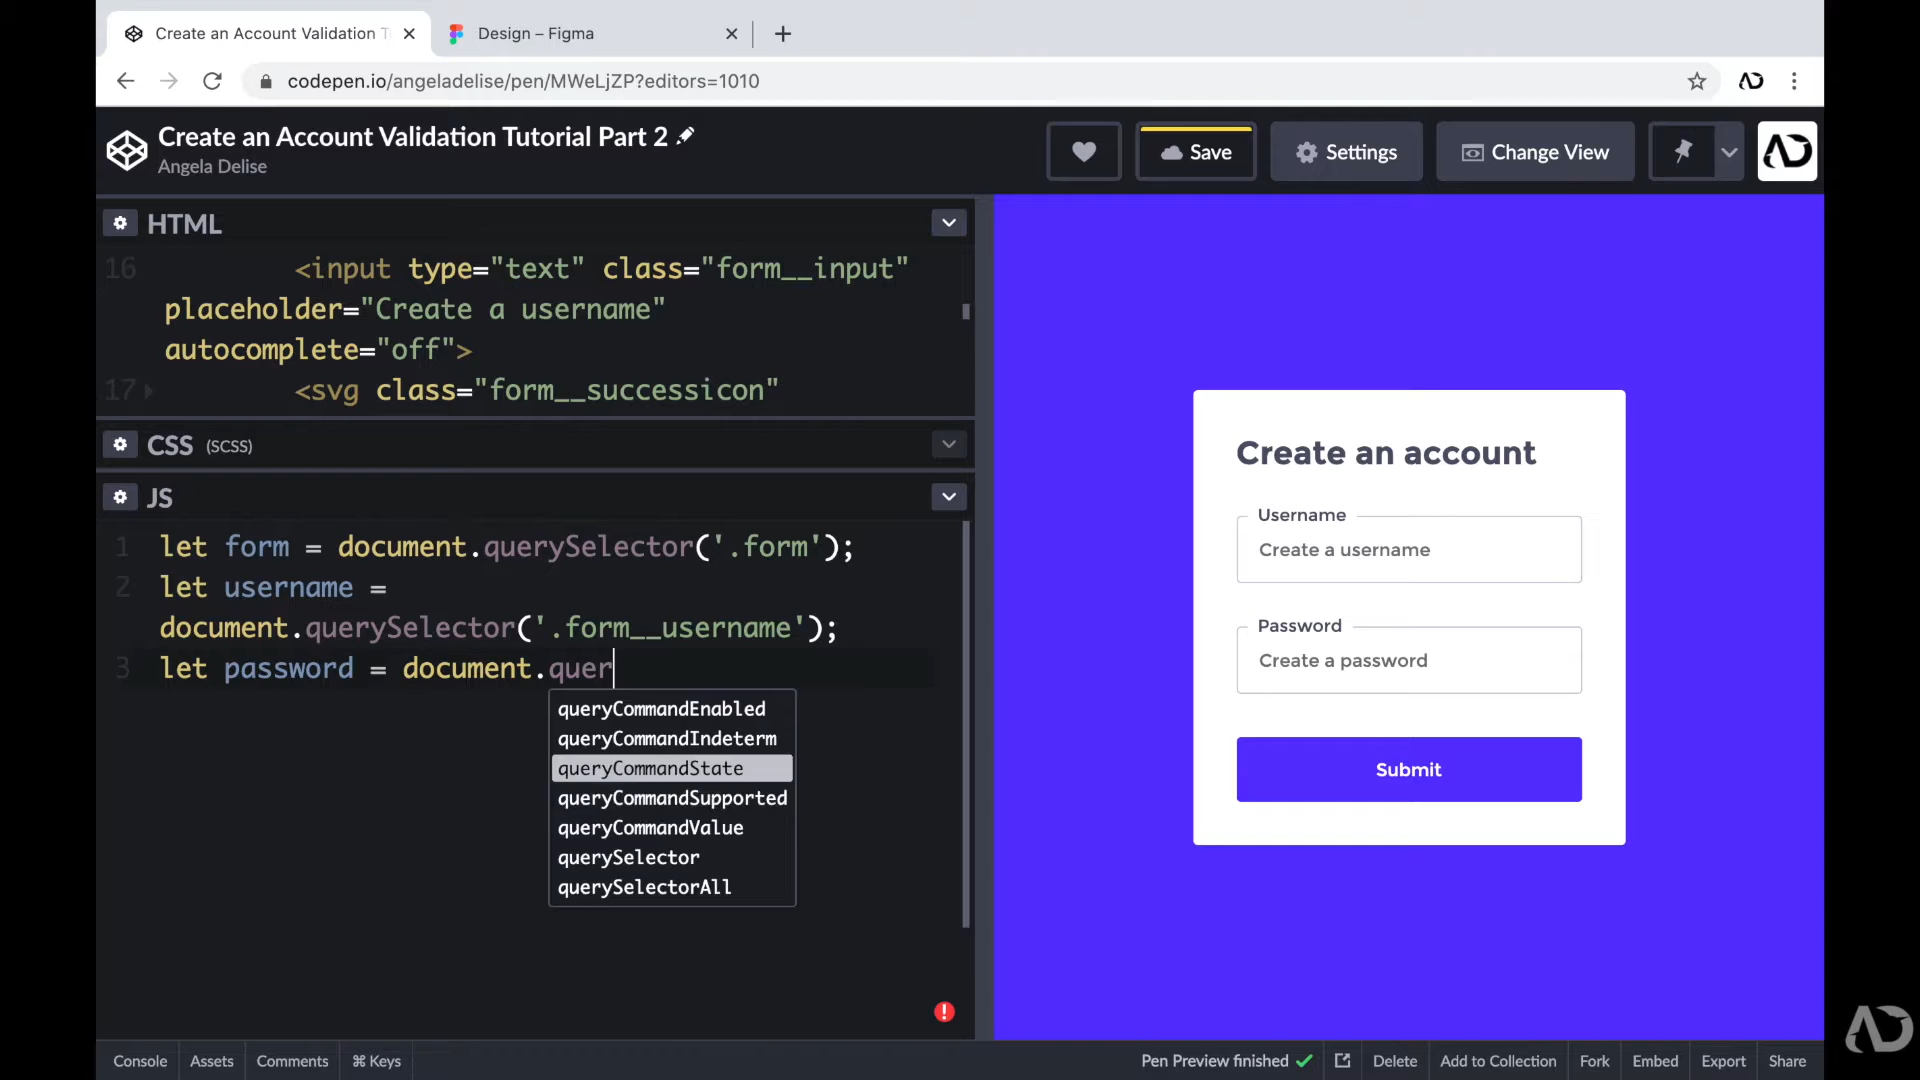 Create an Account Validation T
Design – Figma
codepen.io/angeladelise/pen/MWeLjZP?editors=1010
Create an Account Validation Tutorial Part 2
Angela Delise
Save
Settings
Change View
HTML
16 <input type="text" class="form__input"
placeholder="Create a username"
autocomplete="off">
17 <svg class="form__successicon"
CSS (SCSS)
JS
1 let form = document.querySelector('.form');
2 let username =
document.querySelector('.form__username');
3 let password = document.quer
queryCommandEnabled
queryCommandIndeterm
queryCommandState
queryCommandSupported
queryCommandValue
querySelector
querySelectorAll
Create an account
Username
Create a username
Password
Create a password
Submit
Console
Assets
Comments
⌘ Keys
Pen Preview finished
Delete
Add to Collection
Fork
Embed
Export
Share